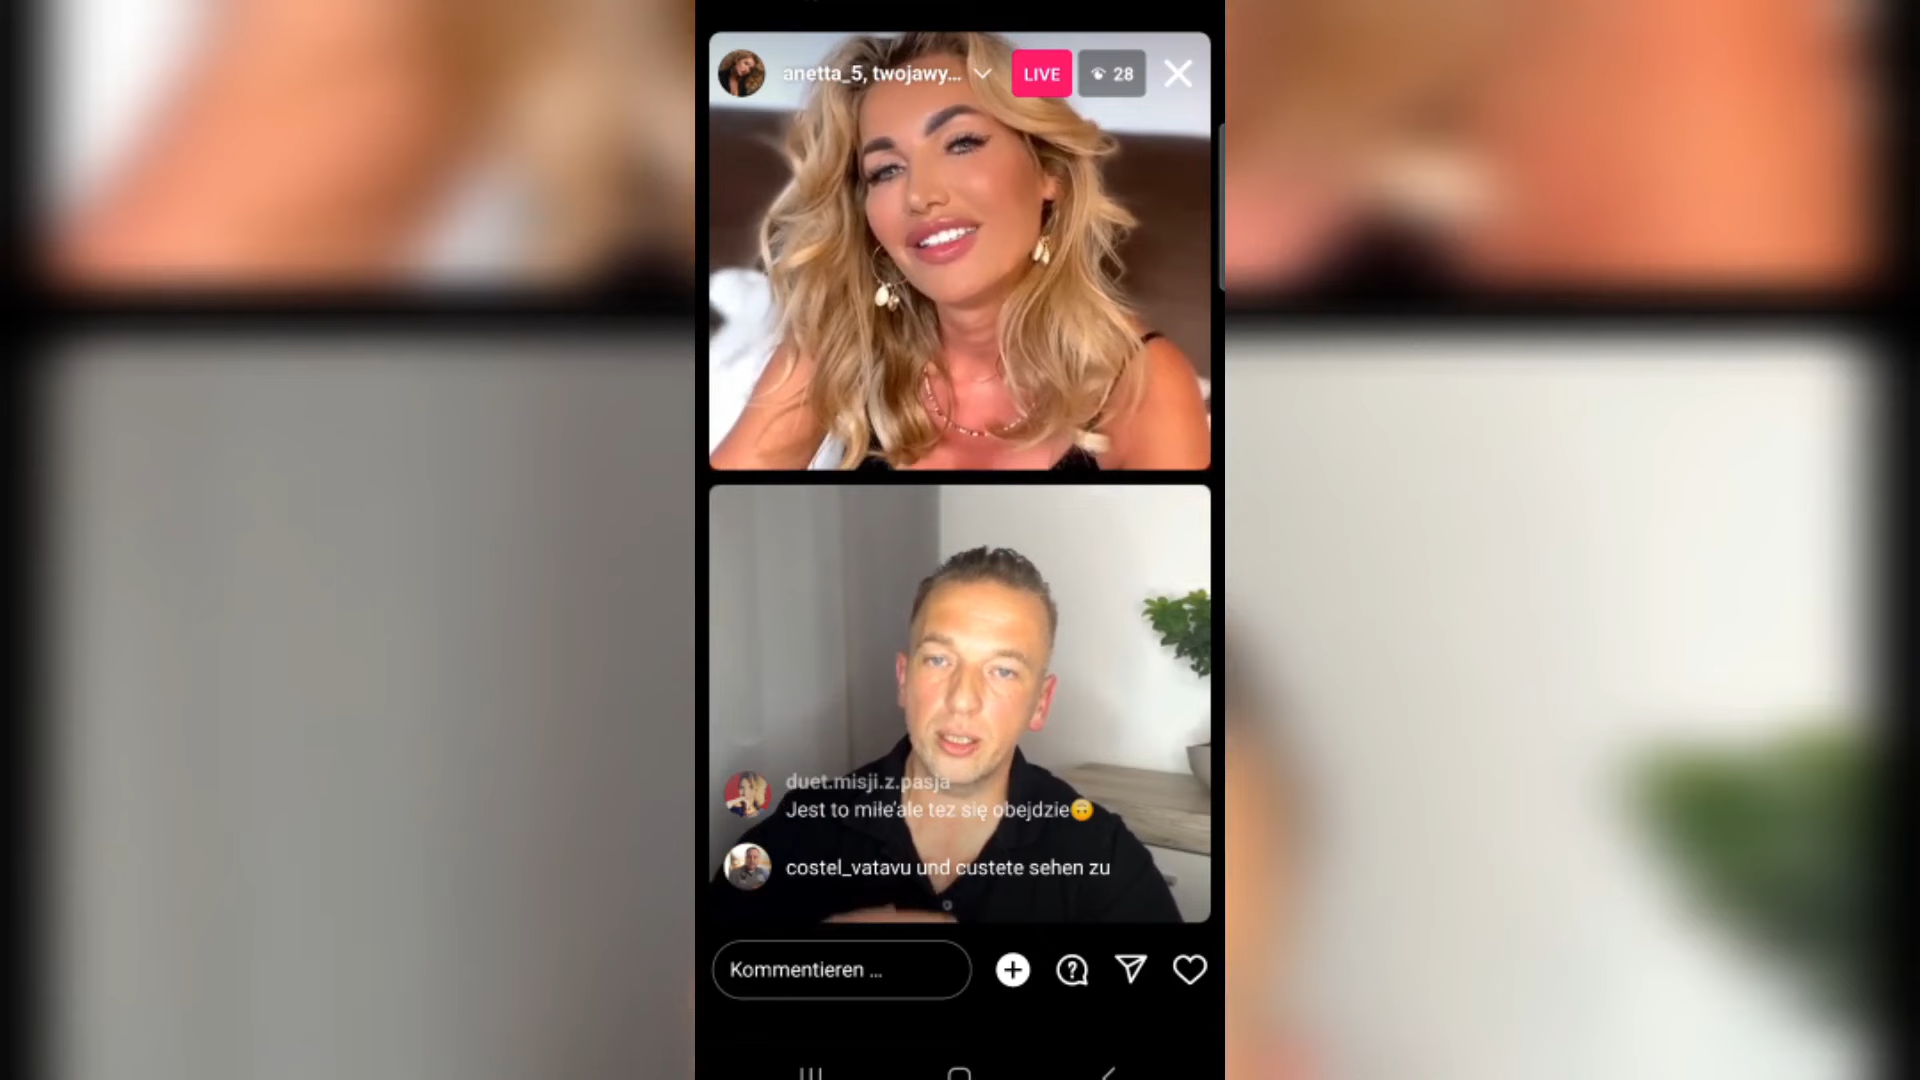 anetta_5, twojawy...
LIVE
28
duet.misji.z.pasja
Jest to miłe'ale tez się obejdzie🙃
costel_vatavu und custete sehen zu
Kommentieren ...